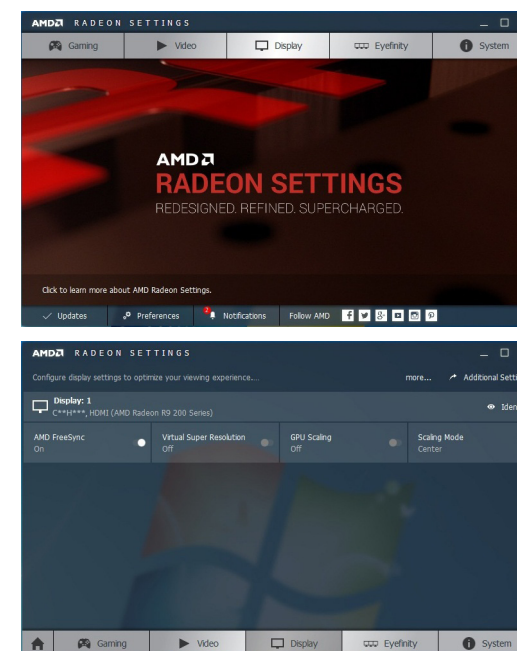 AMD RADEON SETTINGS
Gaming Video Display Eyefinity System
AMD
RADEON SETTINGS
REDESIGNED. REFINED. SUPERCHARGED.
Click to learn more about AMD Radeon Settings.
Updates Preferences 2 Notifications Follow AMD
AMD RADEON SETTINGS
Configure display settings to optimize your viewing experience... more... Additional Setti
Display: 1
C**H***, HDMI (AMD Radeon R9 200 Series) Iden
AMD FreeSync Virtual Super Resolution GPU Scaling Scaling Mode
On Off Off Center
Gaming Video Display Eyefinity System